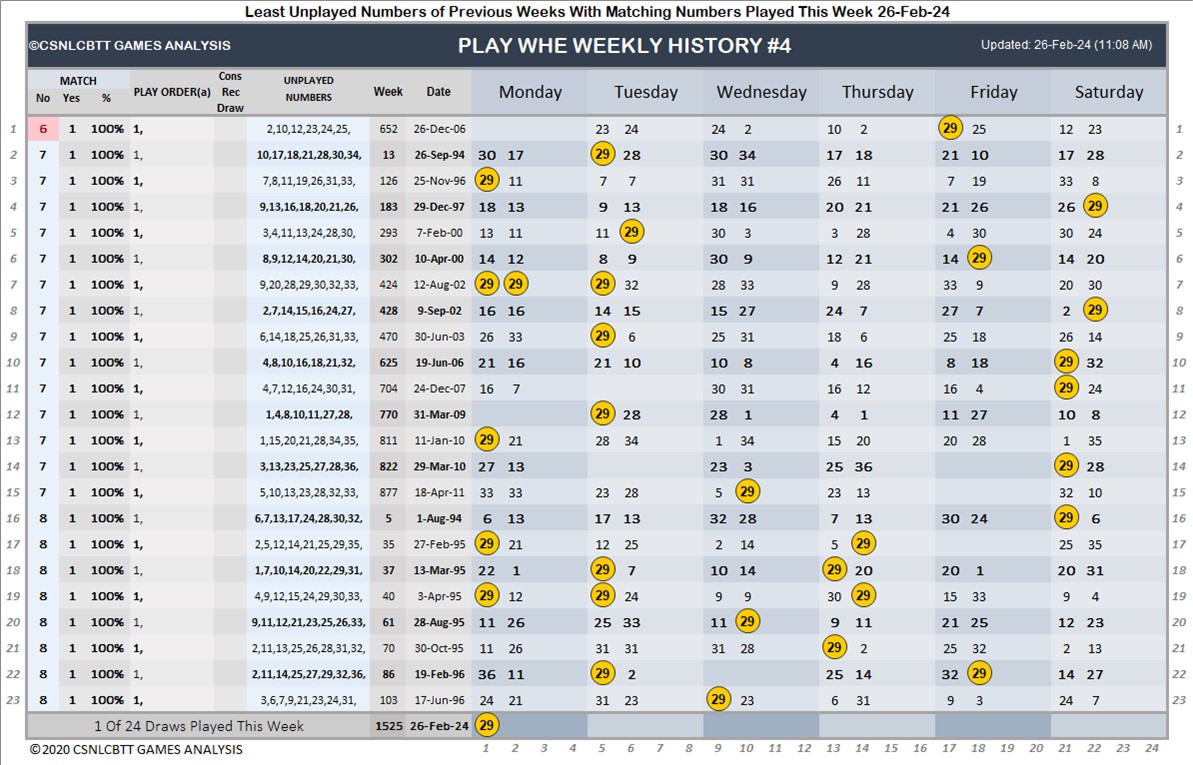 Least Unplayed Numbers of Previous Weeks With Matching Numbers Played This Week 26-Feb-24
©CSNLCBTT GAMES ANALYSIS PLAY WHE WEEKLY HISTORY #4 Updated: 26-Feb-24 (11:08 AM)
MATCH PLAY ORDER(a) Cons Rec Draw UNPLAYED NUMBERS Week Date Monday Tuesday Wednesday Thursday Friday Saturday
No Yes %
1 6 1 100% 1, 2,10,12,23,24,25, 652 26-Dec-06 23 24 24 2 10 2 29 25 12 23 1
2 7 1 100% 1, 10,17,18,21,28,30,34, 13 26-Sep-94 30 17 29 28 30 34 17 18 21 10 17 28 2
3 7 1 100% 1, 7,8,11,19,26,31,33, 126 25-Nov-96 29 11 7 7 31 31 26 11 7 19 33 8 3
4 7 1 100% 1, 9,13,16,18,20,21,26, 183 29-Dec-97 18 13 9 13 18 16 20 21 21 26 26 29 4
5 7 1 100% 1, 3,4,11,13,24,28,30, 293 7-Feb-00 13 11 11 29 30 3 3 28 4 30 30 24 5
6 7 1 100% 1, 8,9,12,14,20,21,30, 302 10-Apr-00 14 12 8 9 30 9 12 21 14 29 14 20 6
7 7 1 100% 1, 9,20,28,29,30,32,33, 424 12-Aug-02 29 29 29 32 28 33 9 28 33 9 20 30 7
8 7 1 100% 1, 2,7,14,15,16,24,27, 428 9-Sep-02 16 16 14 15 15 27 24 7 27 7 2 29 8
9 7 1 100% 1, 6,14,18,25,26,31,33, 470 30-Jun-03 26 33 29 6 25 31 18 6 25 18 26 14 9
10 7 1 100% 1, 4,8,10,16,18,21,32, 625 19-Jun-06 21 16 21 10 10 8 4 16 8 18 29 32 10
11 7 1 100% 1, 4,7,12,16,24,30,31, 704 24-Dec-07 16 7 30 31 16 12 16 4 29 24 11
12 7 1 100% 1, 1,4,8,10,11,27,28, 770 31-Mar-09 29 28 28 1 4 1 11 27 10 8 12
13 7 1 100% 1, 1,15,20,21,28,34,35, 811 11-Jan-10 29 21 28 34 1 34 15 20 20 28 1 35 13
14 7 1 100% 1, 3,13,23,25,27,28,36, 822 29-Mar-10 27 13 23 3 25 36 29 28 14
15 7 1 100% 1, 5,10,13,23,28,32,33, 877 18-Apr-11 33 33 23 28 5 29 23 13 32 10 15
16 8 1 100% 1, 6,7,13,17,24,28,30,32, 5 1-Aug-94 6 13 17 13 32 28 7 13 30 24 29 6 16
17 8 1 100% 1, 2,5,12,14,21,25,29,35, 35 27-Feb-95 29 21 12 25 2 14 5 29 25 35 17
18 8 1 100% 1, 1,7,10,14,20,22,29,31, 37 13-Mar-95 22 1 29 7 10 14 29 20 20 1 20 31 18
19 8 1 100% 1, 4,9,12,15,24,29,30,33, 40 3-Apr-95 29 12 29 24 9 9 30 29 15 33 9 4 19
20 8 1 100% 1, 9,11,12,21,23,25,26,33, 61 28-Aug-95 11 26 25 33 11 29 9 11 21 25 12 23 20
21 8 1 100% 1, 2,11,13,25,26,28,31,32, 70 30-Oct-95 11 26 31 31 31 28 29 2 25 32 2 13 21
22 8 1 100% 1, 2,11,14,25,27,29,32,36, 86 19-Feb-96 36 11 29 2 25 14 32 29 14 27 22
23 8 1 100% 1, 3,6,7,9,21,23,24,31, 103 17-Jun-96 24 21 31 23 29 23 6 31 9 3 24 7 23
1 Of 24 Draws Played This Week 1525 26-Feb-24 29
©2020 CSNLCBTT GAMES ANALYSIS 1 2 3 4 5 6 7 8 9 10 11 12 13 14 15 16 17 18 19 20 21 22 23 24